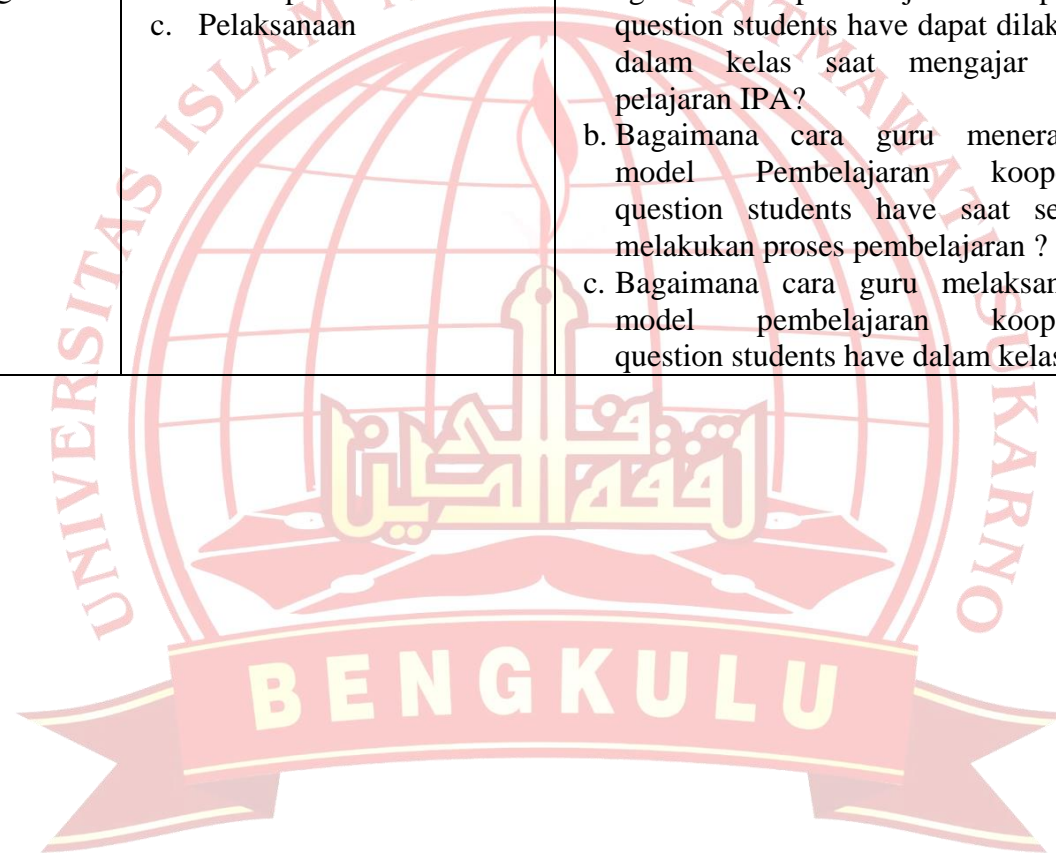 c. Pelaksanaan
question students have dapat dilak
dalam kelas saat mengajar
pelajaran IPA?
b. Bagaimana cara guru menera
model Pembelajaran koop
question students have saat se
melakukan proses pembelajaran ?
c. Bagaimana cara guru melaksan
model pembelajaran koop
question students have dalam kelas
UNIVERSITAS ISLAM
FATMAWATI SUKARNO
BENGKULU